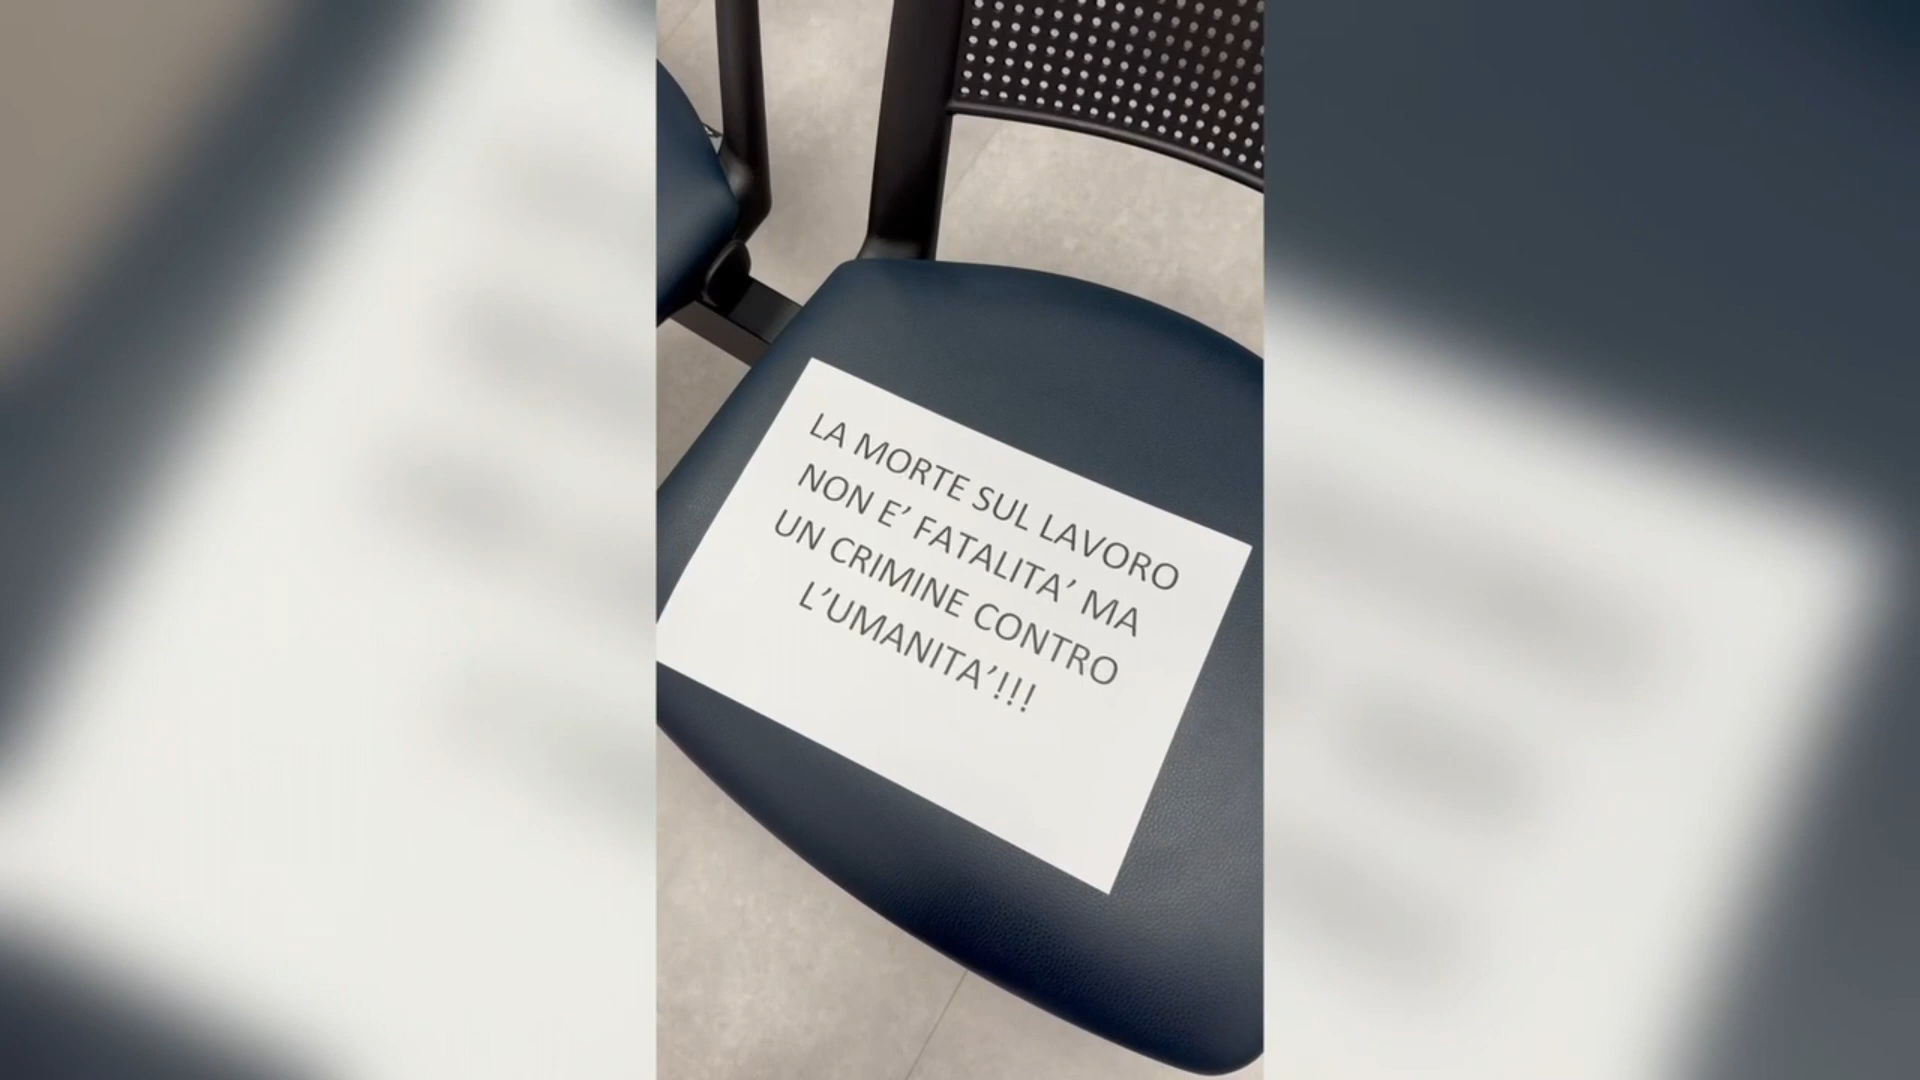 LA MORTE SUL LAVORO
NON E’ FATALITA’ MA
UN CRIMINE CONTRO
L’UMANITA’!!!